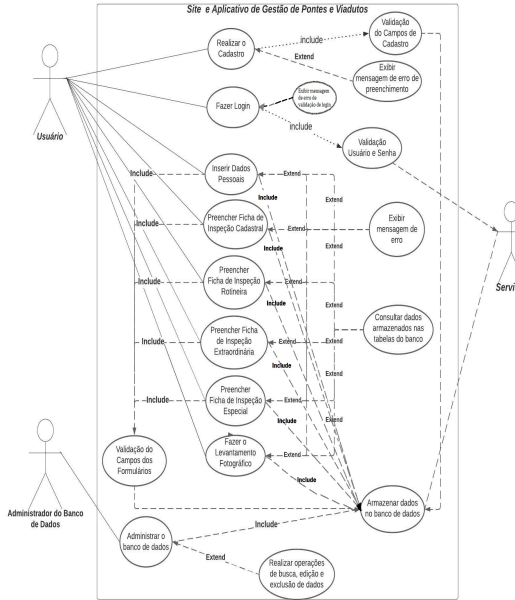 Site e Aplicativo de Gestão de Pontes e Viadutos
Realizar o
Cadastro
include
Extend
Validação
do Campos de
Cadastro
Exibir
mensagem de erro de
preenchimento
Usuário
Fazer Login
Exibir mensagem
de erro de
validação de login
include
Validação
Usuário e Senha
Inserir Dados
Pessoais
Include
Extend
Extend
Include
Preencher Ficha de
Inspeção Cadastral
Include
Extend
Extend
Include
Exibir
mensagem de
erro
Servi
Preencher
Ficha de Inspeção
Rotineira
Include
Extend
Include
Extend
Consultar dados
armazenados nas
tabelas do banco
Preencher Ficha
de Inspeção
Extraordinária
Include
Extend
Extend
Include
Extend
Preencher
Ficha de Inspeção
Especial
Include
Extend
Extend
Include
Fazer o
Levantamento
Fotográfico
Extend
Include
Validação do
Campos dos
Formulários
Administrador do Banco
de Dados
Armazenar dados
no banco de dados
Administrar o
banco de dados
Include
Extend
Realizar operações
de busca, edição e
exclusão de dados